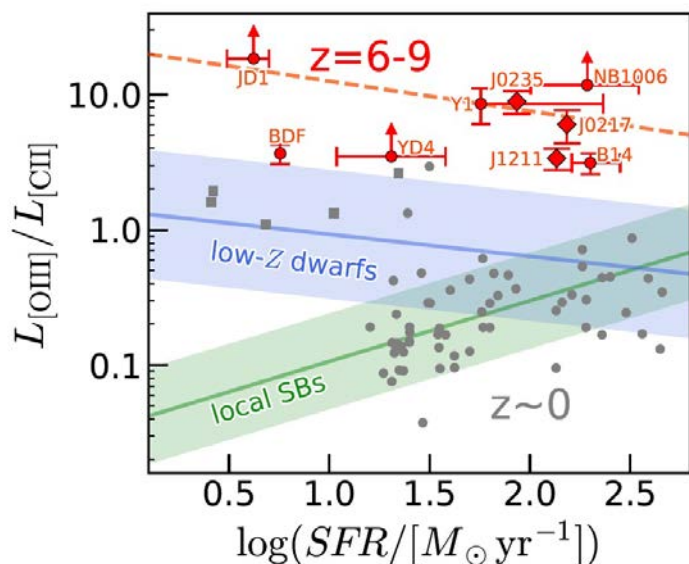 z=6-9
JD1
J0235
NB1006
Y1
J0217
BDF
YD4
J1211
B14
low-Z dwarfs
local SBs
z~0
10.0
1.0
0.1
L[OIII]/L[CII]
0.5 1.0 1.5 2.0 2.5
log(SFR/[M⊙ yr⁻¹])